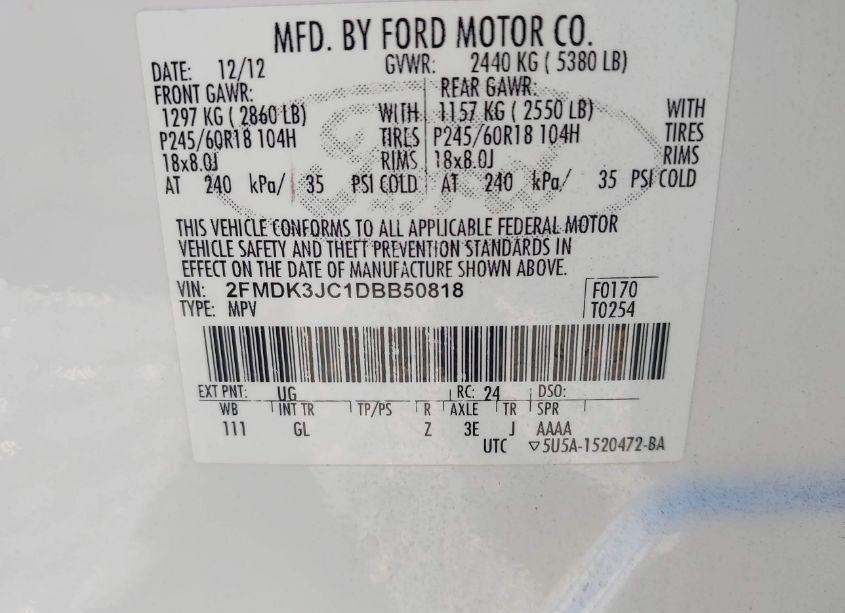 MFD. BY FORD MOTOR CO.
DATE: 12/12 GVWR: 2440 KG ( 5380 LB)
FRONT GAWR: REAR GAWR:
1297 KG ( 2860 LB) WITH 1157 KG ( 2550 LB) WITH
P245/60R18 104H TIRES P245/60R18 104H TIRES
18x8.0J RIMS 18x8.0J RIMS
AT 240 kPa/ 35 PSI COLD AT 240 kPa/ 35 PSI COLD
THIS VEHICLE CONFORMS TO ALL APPLICABLE FEDERAL MOTOR
VEHICLE SAFETY AND THEFT PREVENTION STANDARDS IN
EFFECT ON THE DATE OF MANUFACTURE SHOWN ABOVE.
VIN: 2FMDK3JC1DBB50818 F0170
TYPE: MPV T0254
EXT PNT: UG RC: 24 DSO:
WB INT TR TP/PS R AXLE TR SPR
111 GL Z 3E J AAAA
UTC ▽5U5A-1520472-BA